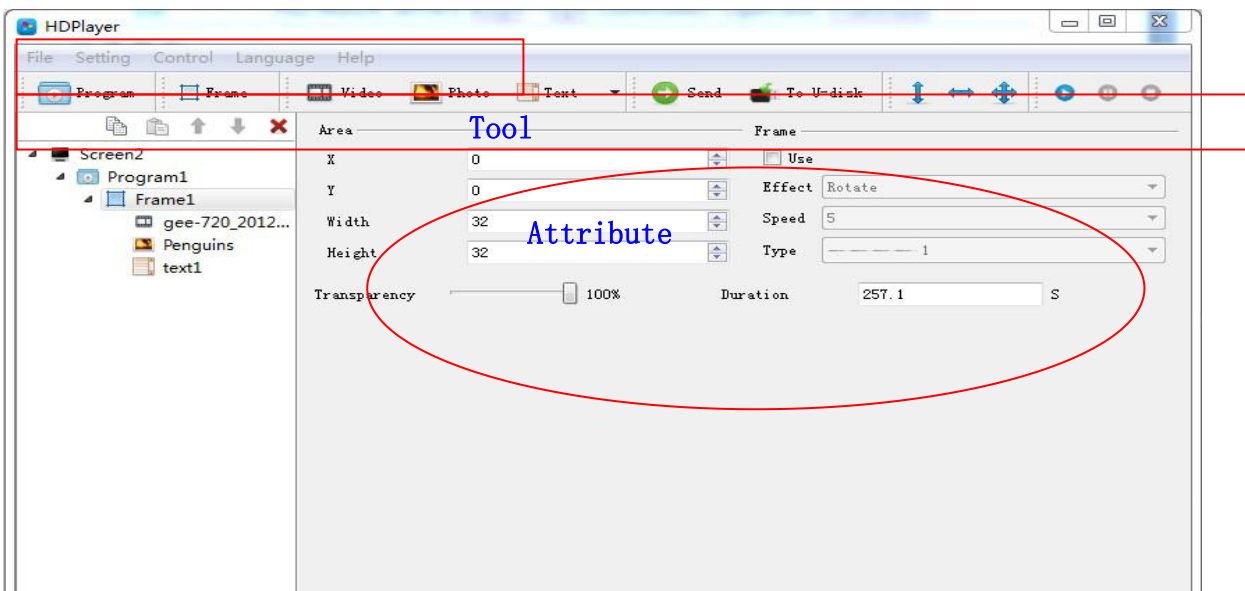 HDPlayer
File Setting Control Language Help
Program Frame Video Photo Text Send To U-disk
Area Tool Frame
Screen2 X 0 Use
Program1 Y 0 Effect Rotate
Frame1 Width 32 Speed 5
gee-720_2012... Attribute
Penguins Height 32 Type 1
text1
Transparency 100% Duration 257.1 S